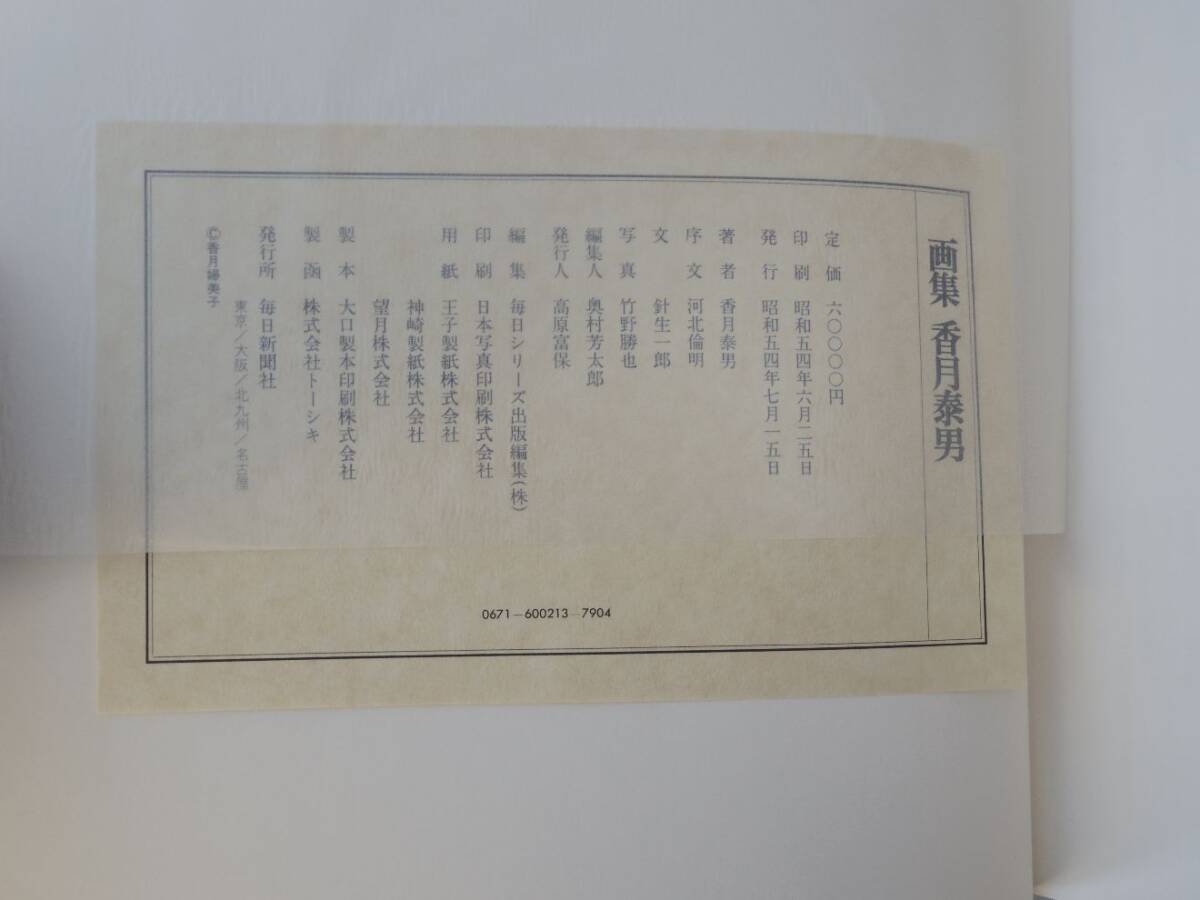 画集 香月泰男
定価 六〇〇〇〇円
印刷 昭和五四年六月二五日
発行 昭和五四年七月一五日
著者 香月泰男
序文 河北倫明
文 針生一郎
写真 竹野勝也
編集人 奥村芳太郎
発行人 高原富保
編集 毎日シリーズ出版編集(株)
印刷 日本写真印刷株式会社
用紙 王子製紙株式会社
神崎製紙株式会社
望月株式会社
製本 大口製本印刷株式会社
製函 株式会社トーシキ
発行所 毎日新聞社
東京/大阪/北九州/名古屋
©香月婦美子
0671-600213-7904